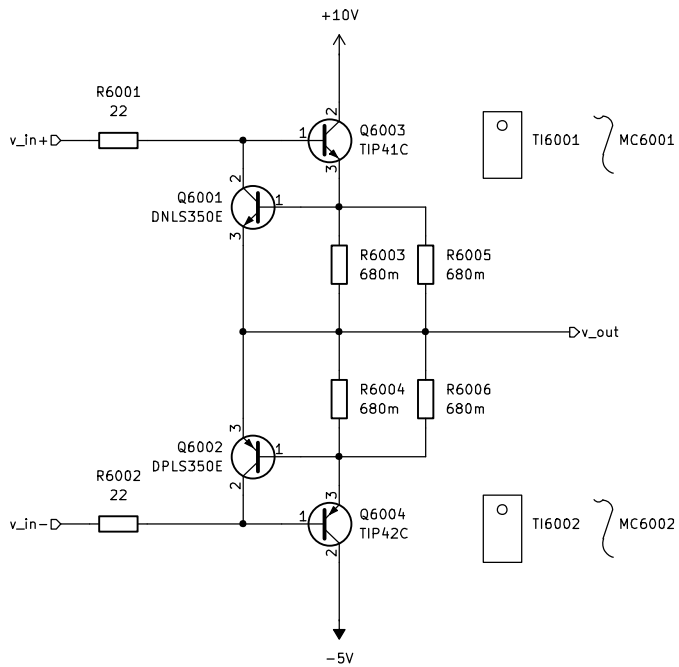 +10V
R6001
22
v_in+
1
2
3
Q6003
TIP41C
TI6001
MC6001
2
Q6001
DNLS350E
1
3
R6003
680m
R6005
680m
v_out
R6004
680m
R6006
680m
3
Q6002
DPLS350E
1
2
R6002
22
v_in-
1
3
2
Q6004
TIP42C
TI6002
MC6002
-5V